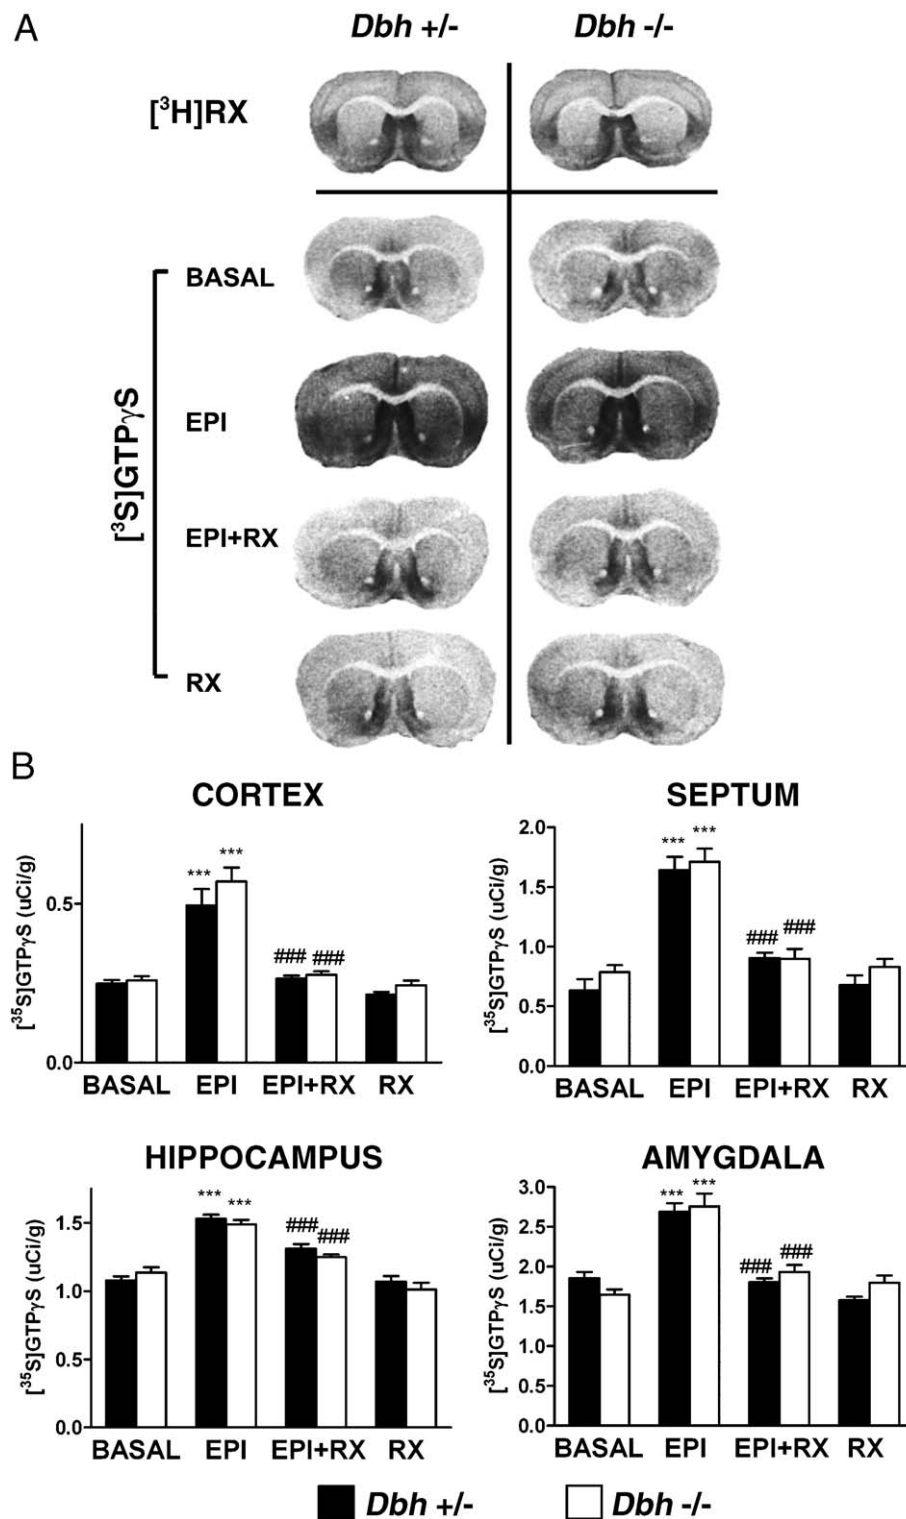 A
Dbh +/-
Dbh -/-
[³H]RX
BASAL
EPI
EPI+RX
RX
[³S]GTPγS
B
CORTEX
[³⁵S]GTPγS (uCi/g)
0.5
0.0
***
***
###
###
BASAL
EPI
EPI+RX
RX
SEPTUM
[³⁵S]GTPγS (uCi/g)
2.0
1.5
1.0
0.5
0.0
***
***
###
###
BASAL
EPI
EPI+RX
RX
HIPPOCAMPUS
[³⁵S]GTPγS (uCi/g)
1.5
1.0
0.5
0.0
***
***
###
###
BASAL
EPI
EPI+RX
RX
AMYGDALA
[³⁵S]GTPγS (uCi/g)
3.0
2.5
2.0
1.5
1.0
0.5
0.0
***
***
###
###
BASAL
EPI
EPI+RX
RX
Dbh +/-
Dbh -/-